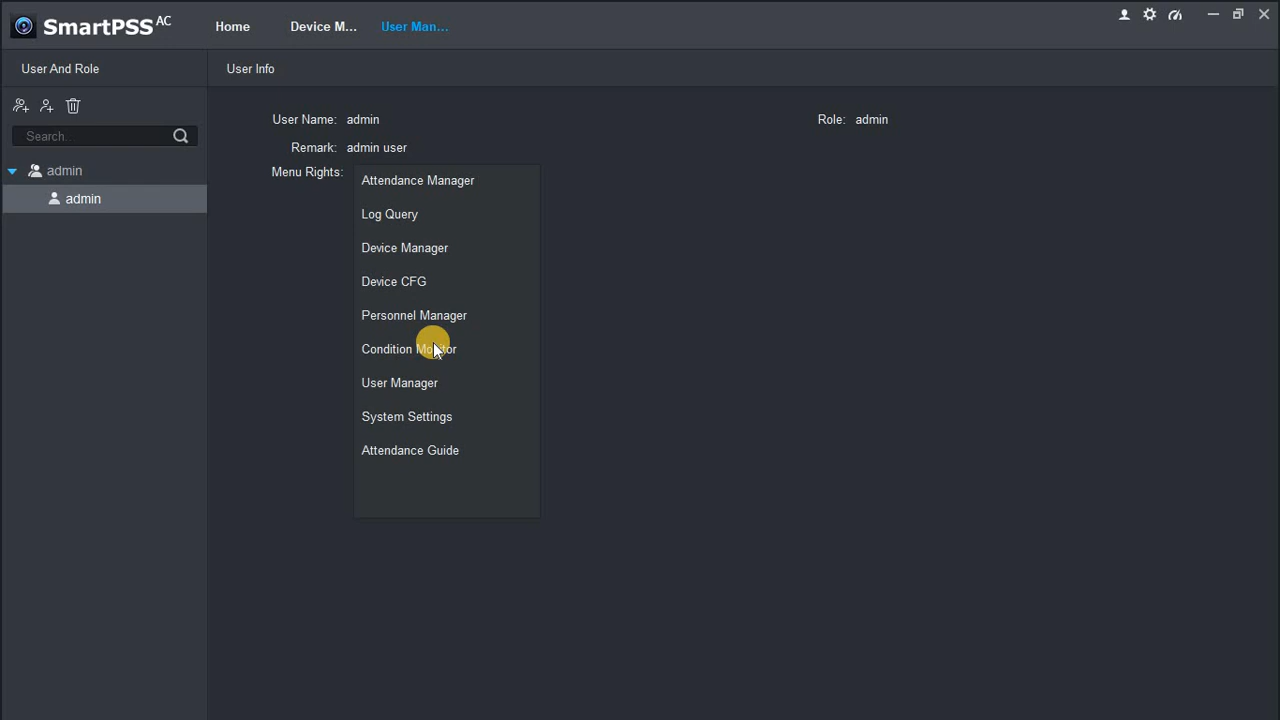 SmartPSS AC
Home
Device M...
User Man...
User And Role
User Info
Search..
User Name: admin
Role: admin
Remark: admin user
Menu Rights:
admin
admin
Attendance Manager
Log Query
Device Manager
Device CFG
Personnel Manager
Condition Monitor
User Manager
System Settings
Attendance Guide